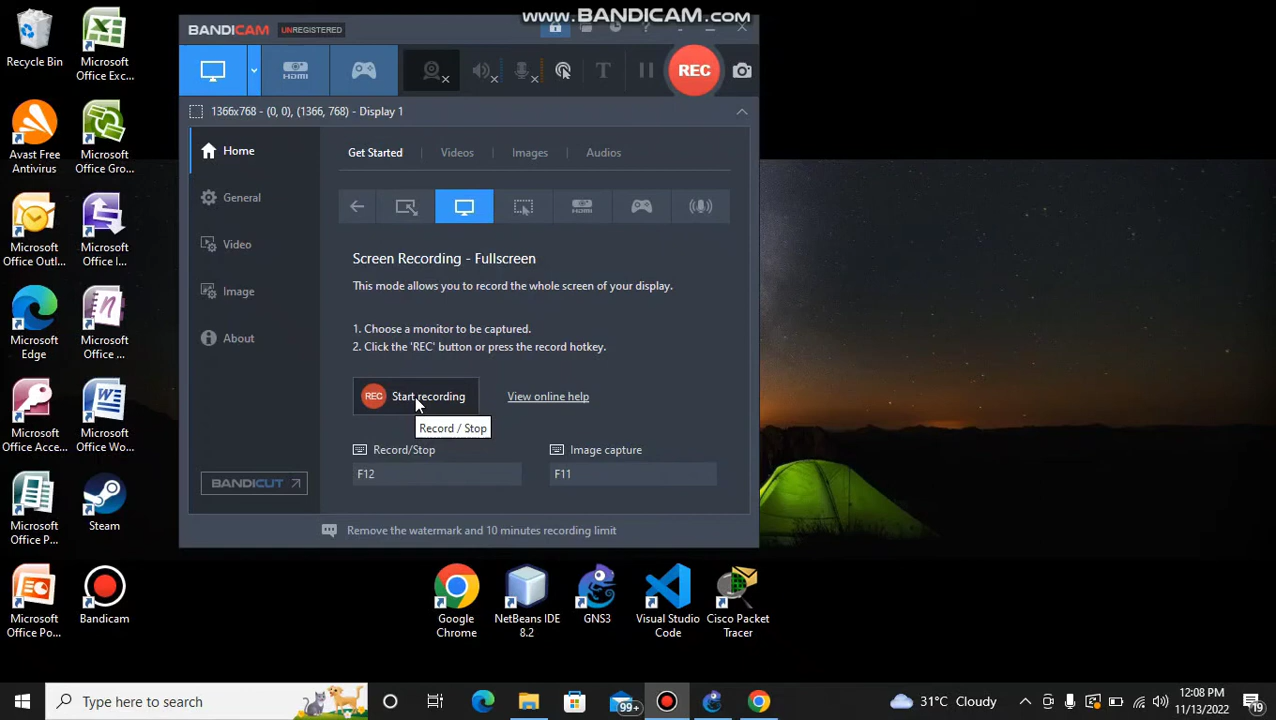 www.BANDICAM.com
BANDICAM UNREGISTERED
HDMI
REC
1366x768 - (0, 0), (1366, 768) - Display 1
Home
General
Video
Image
About
BANDICUT
Get Started Videos Images Audios
HDMI
Screen Recording - Fullscreen
This mode allows you to record the whole screen of your display.
1. Choose a monitor to be captured.
2. Click the 'REC' button or press the record hotkey.
REC Start recording View online help
Record / Stop
Record/Stop Image capture
F12 F11
Remove the watermark and 10 minutes recording limit
Recycle Bin
Microsoft
Office Exc...
Avast Free
Antivirus
Microsoft
Office Gro...
Microsoft
Office Outl...
Microsoft
Office I...
Microsoft
Edge
Microsoft
Office ...
Microsoft
Office Acce...
Microsoft
Office Wo...
Microsoft
Office P...
Steam
Microsoft
Office Po...
Bandicam
Google
Chrome
NetBeans IDE
8.2
GNS3
Visual Studio
Code
Cisco Packet
Tracer
Type here to search
99+
31°C Cloudy
12:08 PM
11/13/2022
19